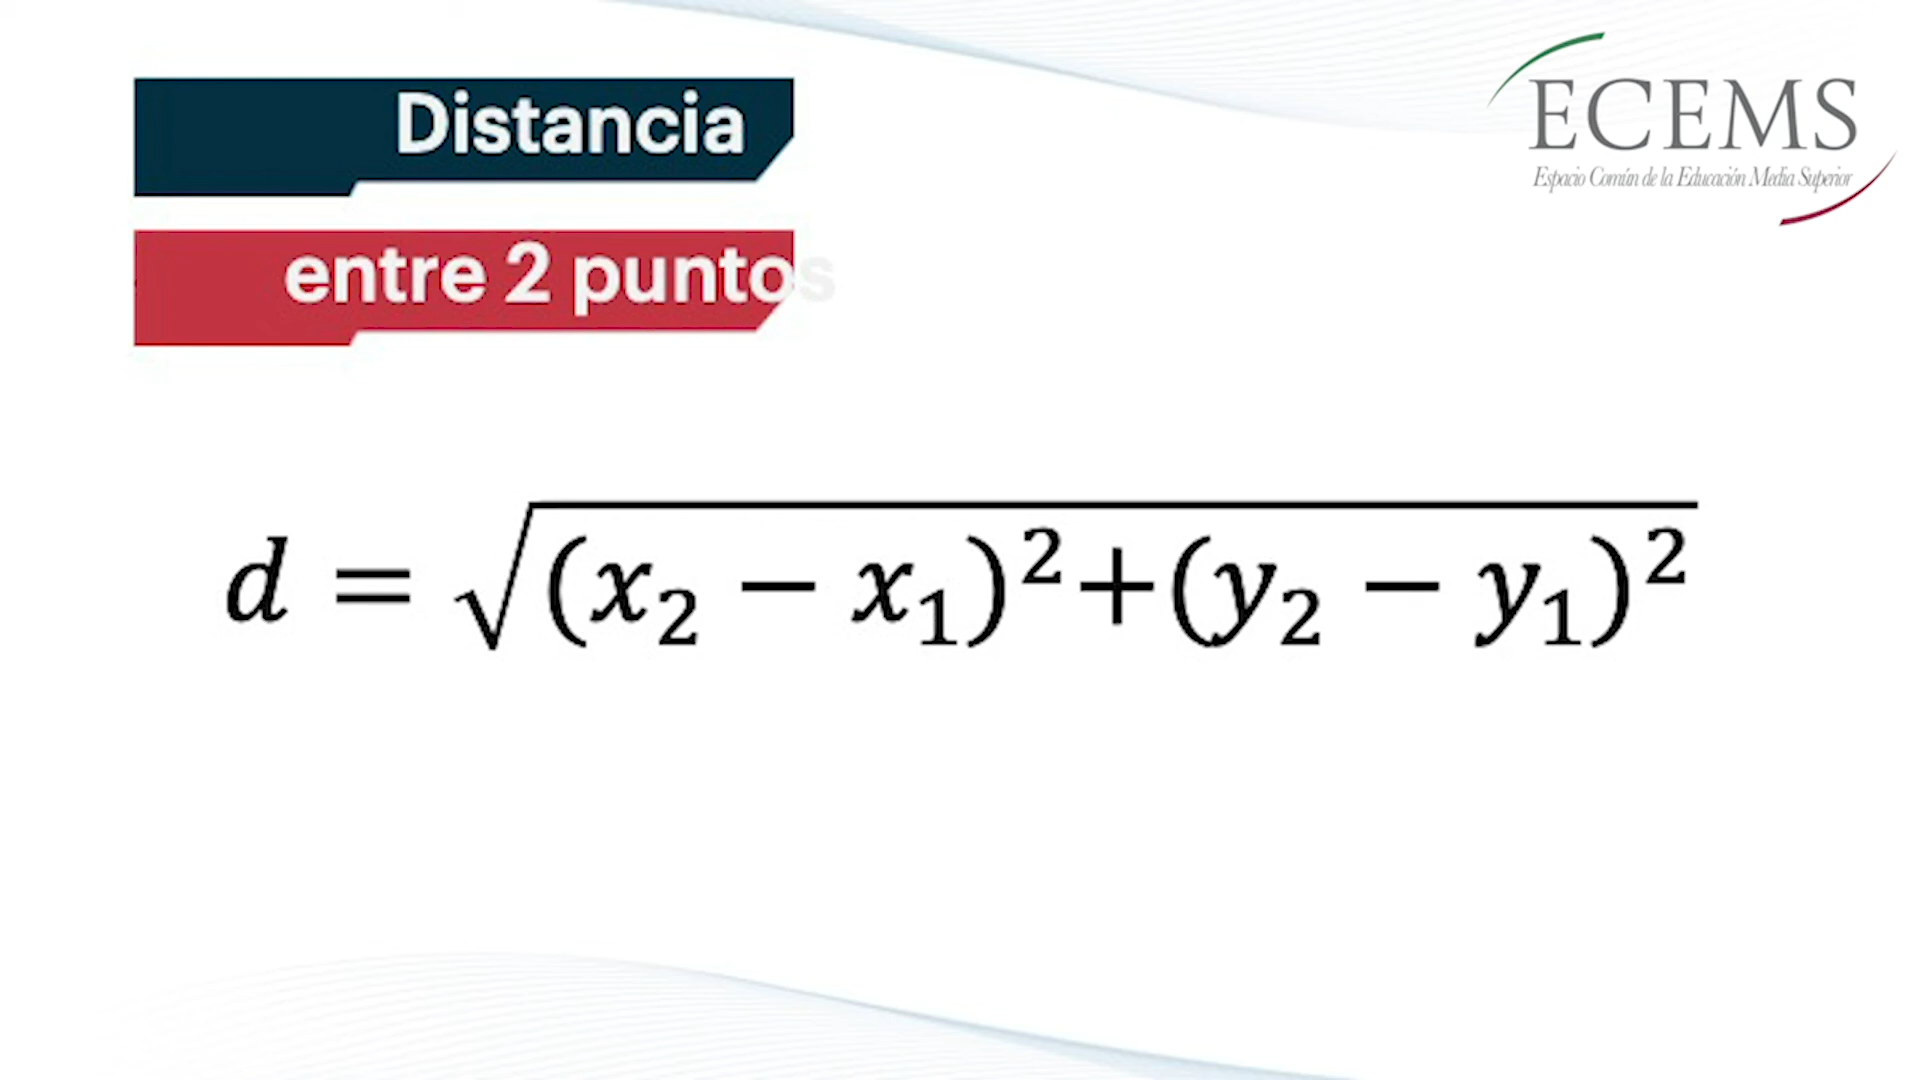 Distancia
entre 2 puntos
ECEMS
Espacio Común de la Educación Media Superior
d = √(x₂ − x₁)²+(y₂ − y₁)²